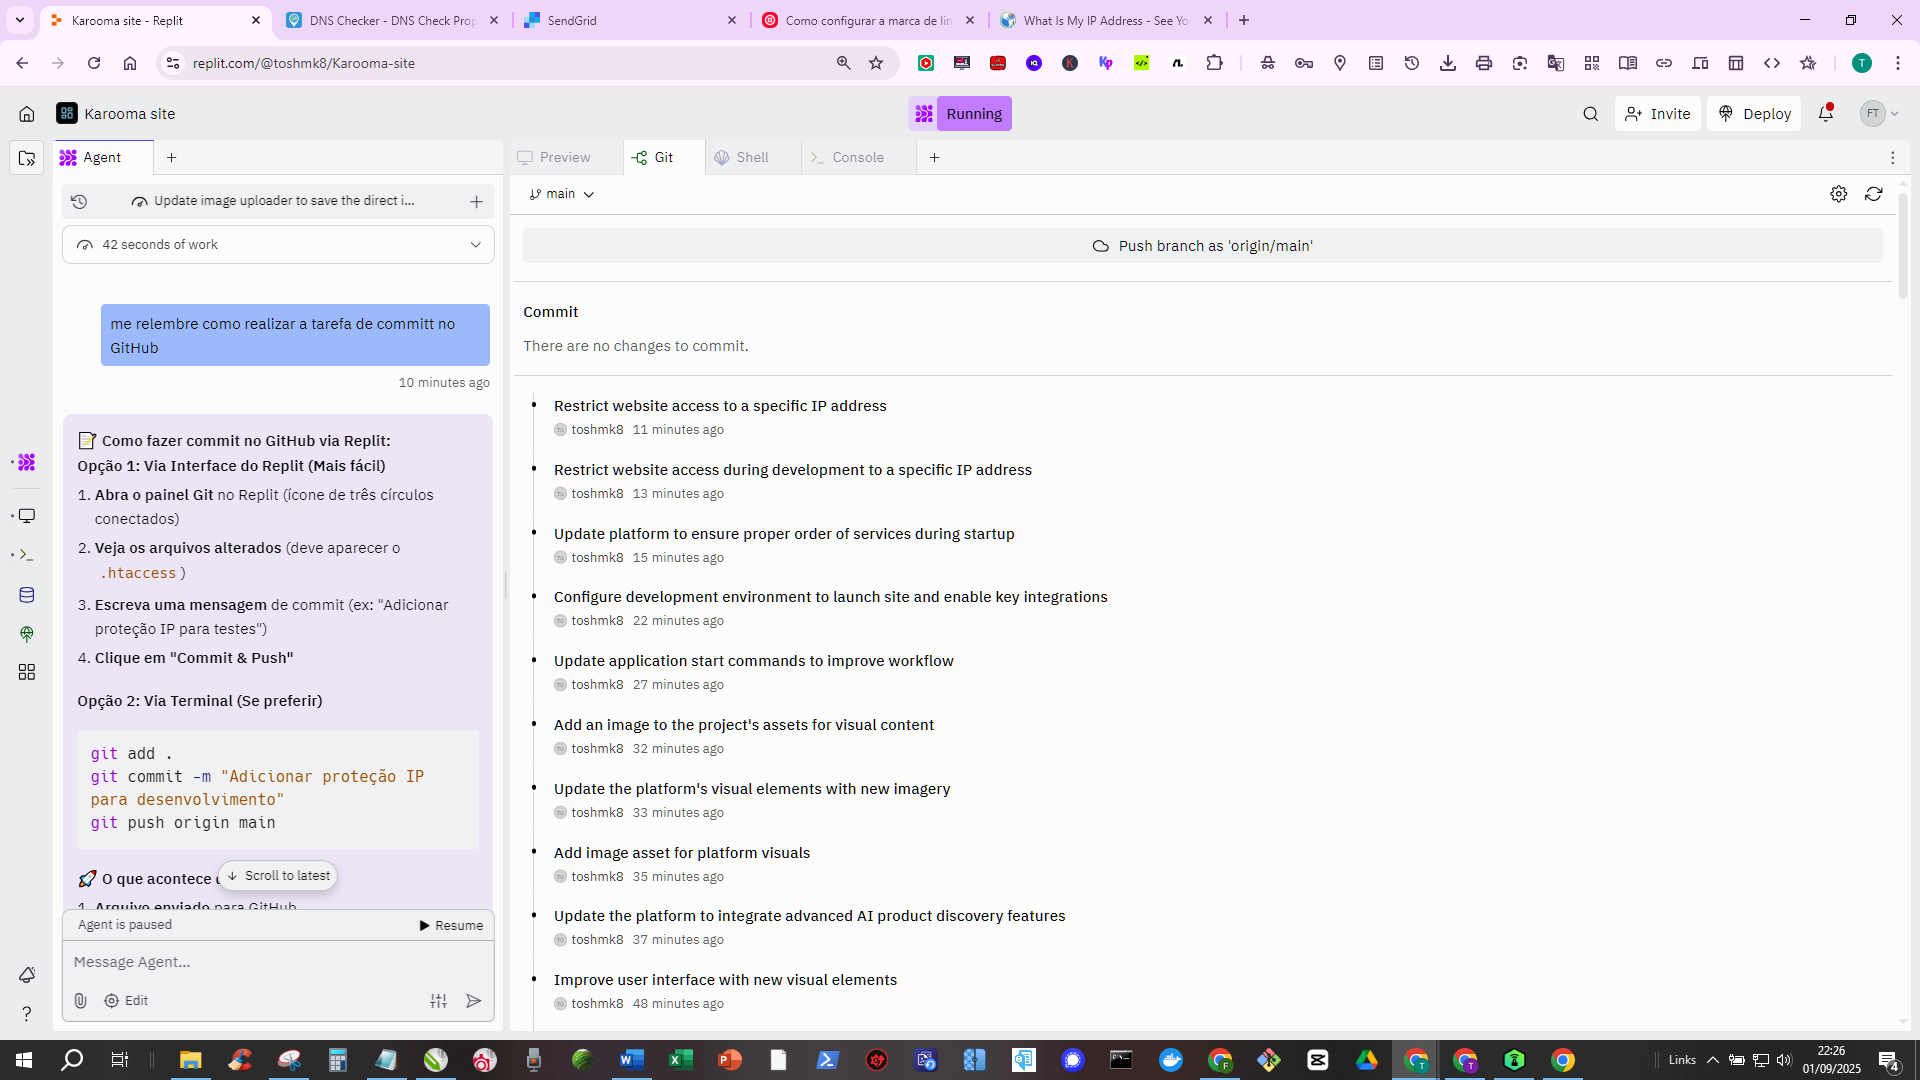 Karooma site - Replit
DNS Checker - DNS Check Prop
SendGrid
Como configurar a marca de lin
What Is My IP Address - See Yo
replit.com/@toshmk8/Karooma-site
T
Karooma site
Running
Invite
Deploy
FT
Agent
Preview
Git
Shell
Console
Update image uploader to save the direct i...
42 seconds of work
me relembre como realizar a tarefa de committ no
GitHub
10 minutes ago
📝 Como fazer commit no GitHub via Replit:
Opção 1: Via Interface do Replit (Mais fácil)
1. Abra o painel Git no Replit (ícone de três círculos
conectados)
2. Veja os arquivos alterados (deve aparecer o
.htaccess )
3. Escreva uma mensagem de commit (ex: "Adicionar
proteção IP para testes")
4. Clique em "Commit & Push"
Opção 2: Via Terminal (Se preferir)
git add .
git commit -m "Adicionar proteção IP
para desenvolvimento"
git push origin main
🚀 O que acontece
Scroll to latest
1. Arquivo enviado para GitHub
Agent is paused
Resume
Message Agent...
Edit
main
Push branch as 'origin/main'
Commit
There are no changes to commit.
Restrict website access to a specific IP address
toshmk8 11 minutes ago
Restrict website access during development to a specific IP address
toshmk8 13 minutes ago
Update platform to ensure proper order of services during startup
toshmk8 15 minutes ago
Configure development environment to launch site and enable key integrations
toshmk8 22 minutes ago
Update application start commands to improve workflow
toshmk8 27 minutes ago
Add an image to the project's assets for visual content
toshmk8 32 minutes ago
Update the platform's visual elements with new imagery
toshmk8 33 minutes ago
Add image asset for platform visuals
toshmk8 35 minutes ago
Update the platform to integrate advanced AI product discovery features
toshmk8 37 minutes ago
Improve user interface with new visual elements
toshmk8 48 minutes ago
Links
22:26
01/09/2025
4